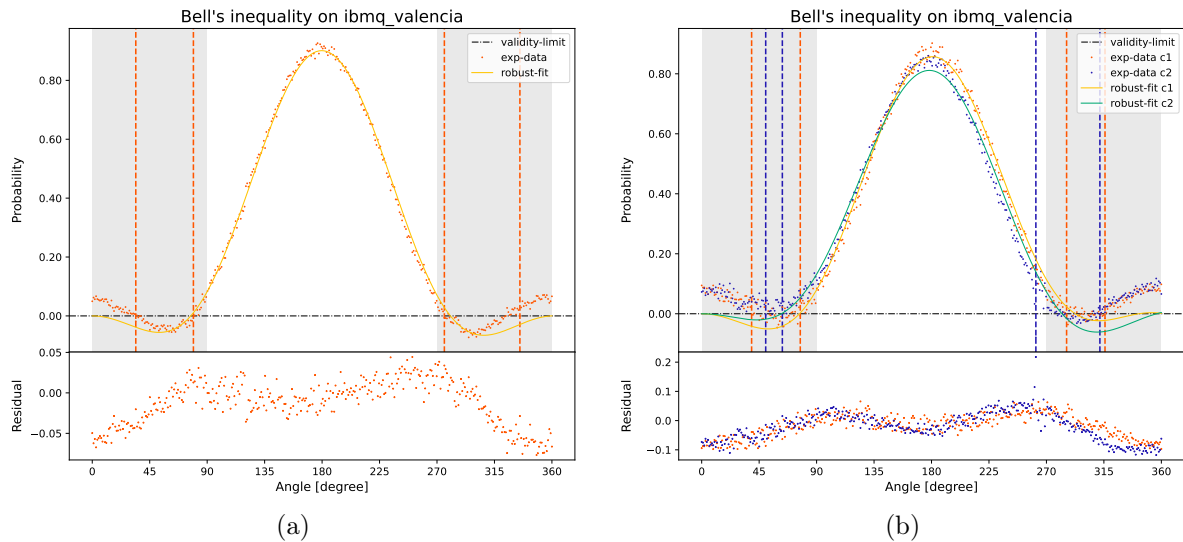 Bell's inequality on ibmq_valencia
validity-limit
exp-data
robust-fit
Probability
0.80
0.60
0.40
0.20
0.00
Residual
0.05
0.00
−0.05
0 45 90 135 180 225 270 315 360
Angle [degree]
(a)
Bell's inequality on ibmq_valencia
validity-limit
exp-data c1
exp-data c2
robust-fit c1
robust-fit c2
Probability
0.80
0.60
0.40
0.20
0.00
Residual
0.2
0.1
0.0
−0.1
0 45 90 135 180 225 270 315 360
Angle [degree]
(b)